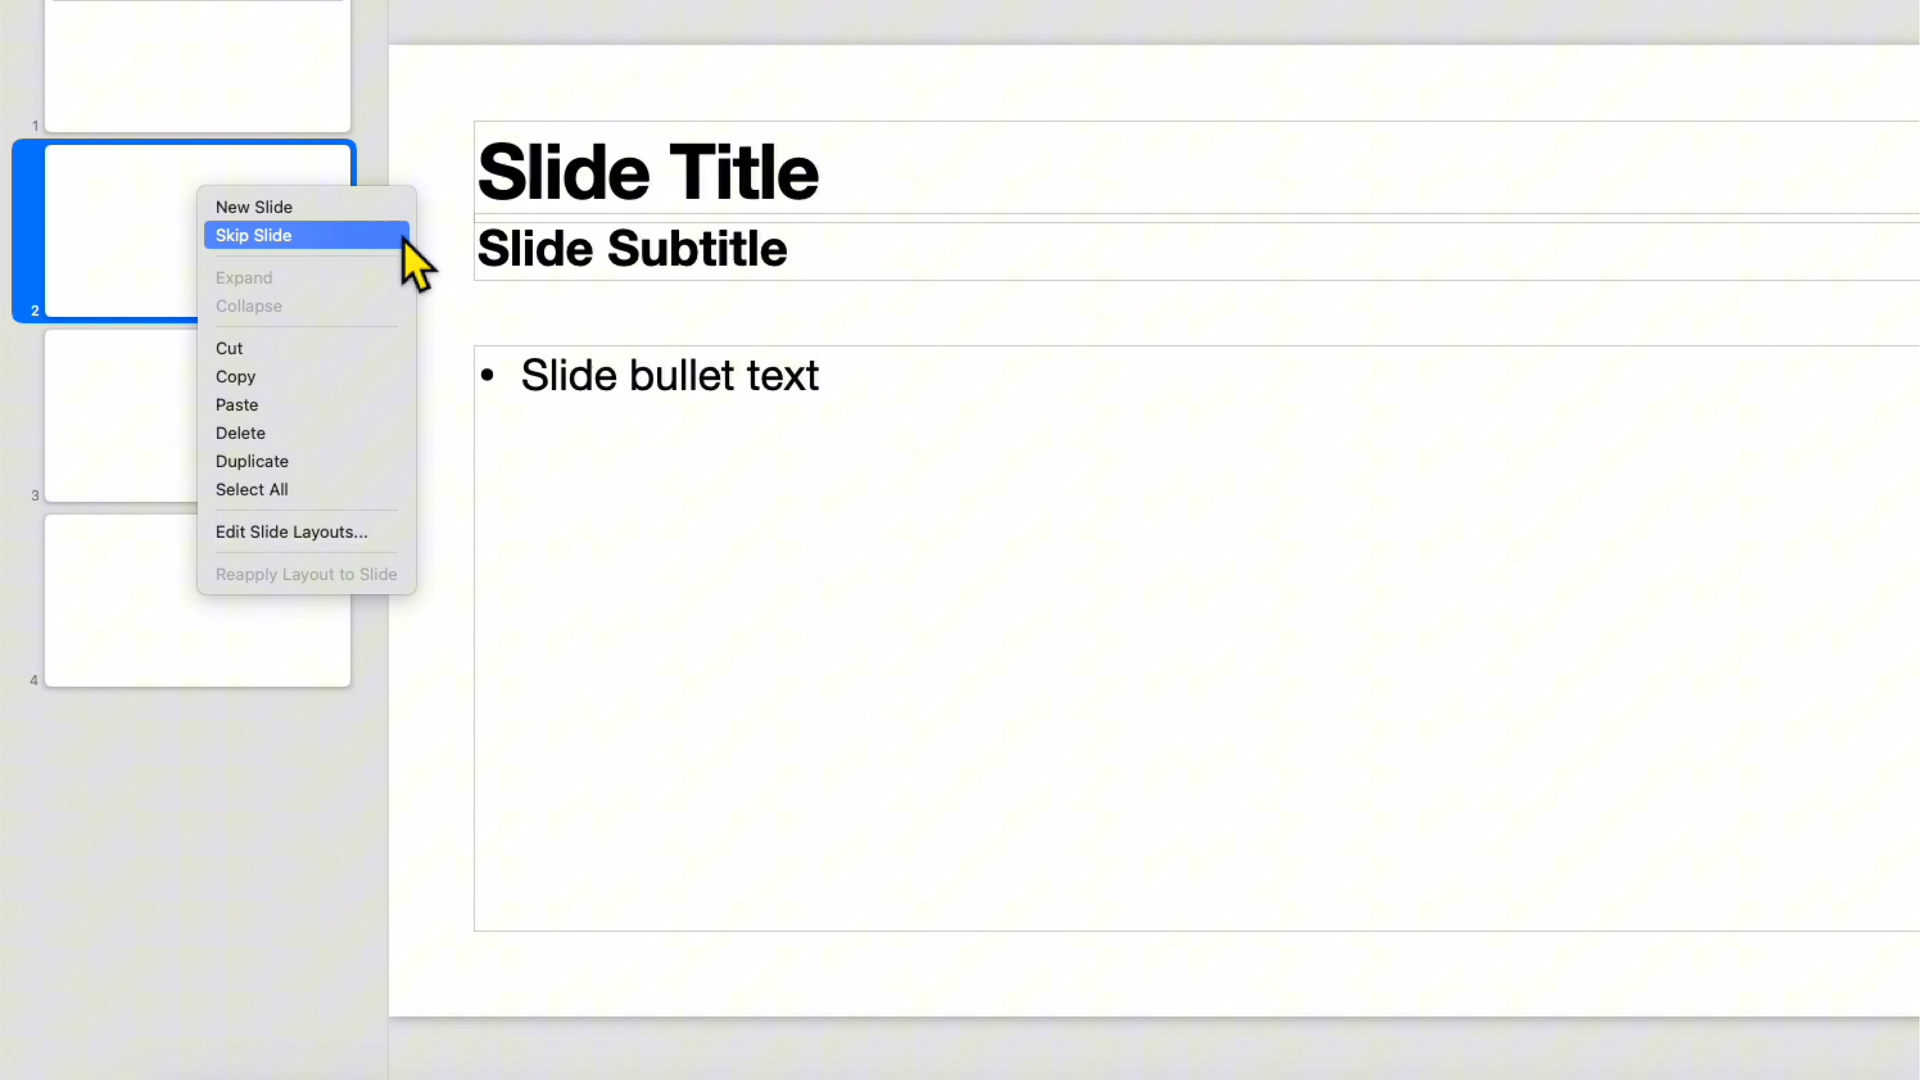 1
2
3
4
New Slide
Skip Slide
Expand
Collapse
Cut
Copy
Paste
Delete
Duplicate
Select All
Edit Slide Layouts...
Reapply Layout to Slide
Slide Title
Slide Subtitle
• Slide bullet text